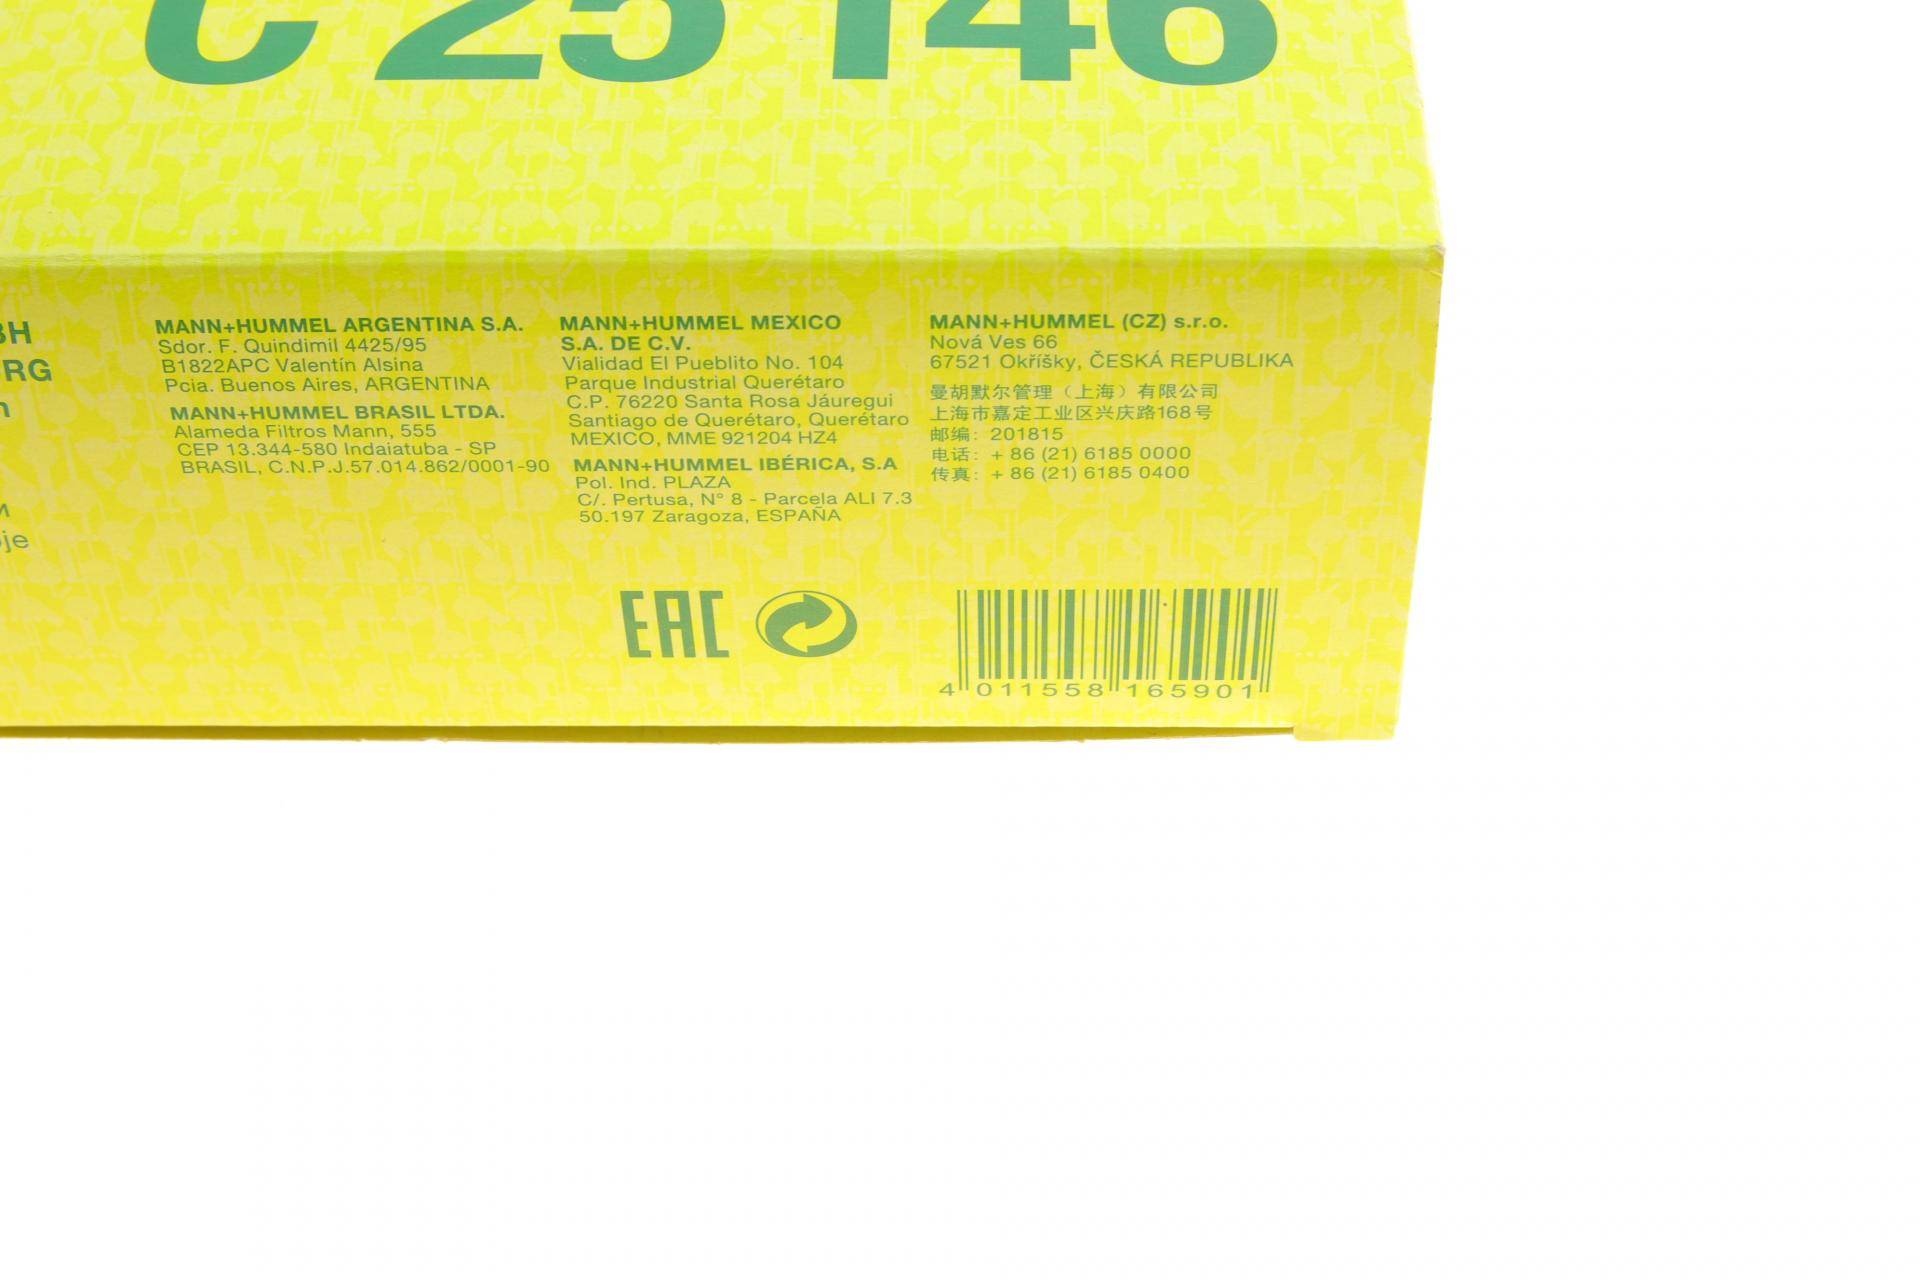 C 25 146
BH
RG
MANN+HUMMEL ARGENTINA S.A.
Sdor. F. Quindimil 4425/95
B1822APC Valentín Alsina
Pcia. Buenos Aires, ARGENTINA
MANN+HUMMEL BRASIL LTDA.
Alameda Filtros Mann, 555
CEP 13.344-580 Indaiatuba - SP
BRASIL, C.N.P.J.57.014.862/0001-90
MANN+HUMMEL MEXICO
S.A. DE C.V.
Vialidad El Pueblito No. 104
Parque Industrial Querétaro
C.P. 76220 Santa Rosa Jáuregui
Santiago de Querétaro, Querétaro
MEXICO, MME 921204 HZ4
MANN+HUMMEL IBÉRICA, S.A
Pol. Ind. PLAZA
C/. Pertusa, N° 8 - Parcela ALI 7.3
50.197 Zaragoza, ESPAÑA
MANN+HUMMEL (CZ) s.r.o.
Nová Ves 66
67521 Okříšky, ČESKÁ REPUBLIKA
曼胡默尔管理（上海）有限公司
上海市嘉定工业区兴庆路168号
邮编: 201815
电话: + 86 (21) 6185 0000
传真: + 86 (21) 6185 0400
EAC
4 011558 165901